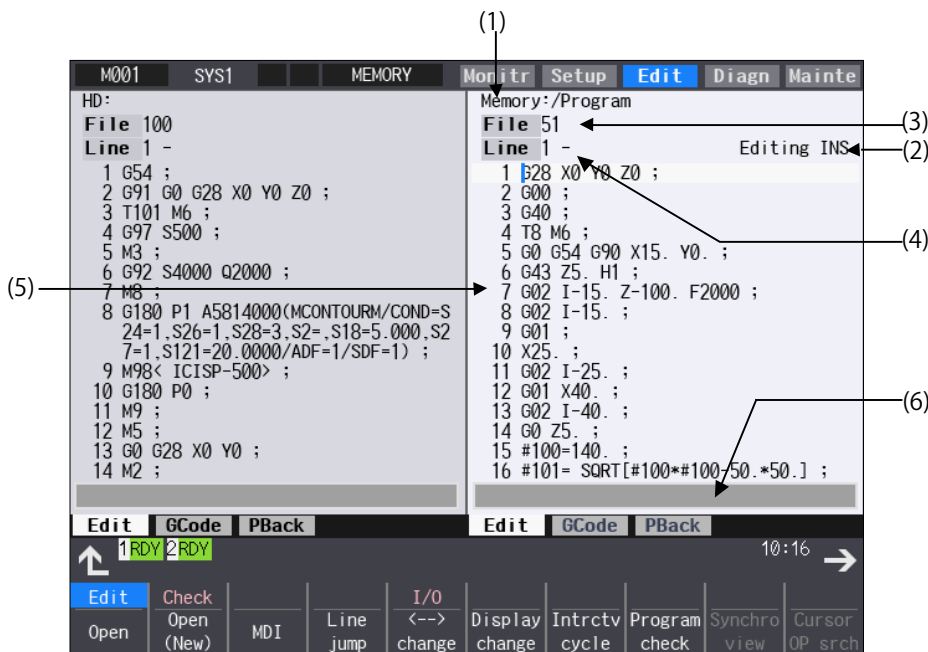 (1)
M001 SYS1 MEMORY Monitr Setup Edit Diagn Mainte
HD:
File 100
Line 1 -
1 G54 ;
2 G91 G0 G28 X0 Y0 Z0 ;
3 T101 M6 ;
4 G97 S500 ;
5 M3 ;
6 G92 S4000 Q2000 ;
7 M8 ;
8 G180 P1 A5814000(MCONTOURM/COND=S
24=1,S26=1,S28=3,S2=,S18=5.000,S2
7=1,S121=20.0000/ADF=1/SDF=1) ;
9 M98< ICISP-500> ;
10 G180 P0 ;
11 M9 ;
12 M5 ;
13 G0 G28 X0 Y0 ;
14 M2 ;
Edit GCode PBack
Memory:/Program
File 51
(3)
Line 1 - Editing INS
(2)
1 G28 X0 Y0 Z0 ;
2 G00 ;
3 G40 ;
4 T8 M6 ;
(4)
5 G0 G54 G90 X15. Y0. ;
6 G43 Z5. H1 ;
(5)
7 G02 I-15. Z-100. F2000 ;
8 G02 I-15. ;
9 G01 ;
10 X25. ;
11 G02 I-25. ;
12 G01 X40. ;
13 G02 I-40. ;
(6)
14 G0 Z5. ;
15 #100=140. ;
16 #101= SQRT[#100*#100-50.*50.] ;
Edit GCode PBack
1 RDY 2 RDY 10:16
Edit Check I/O
Open Open (New) MDI Line jump <--> change Display change Intrctv cycle Program check Synchro view Cursor OP srch